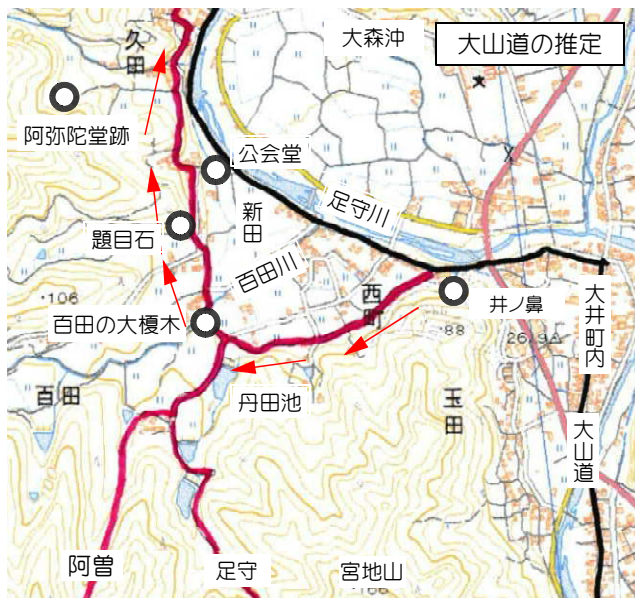 大山道の推定
大森沖
久田
阿弥陀堂跡
公会堂
足守川
新田
題目石
百田川
西町
井ノ鼻
・106
百田の大榎木
・88
26.9
大井町内
百田
丹田池
玉田
大山道
阿曽
足守
宮地山
・166